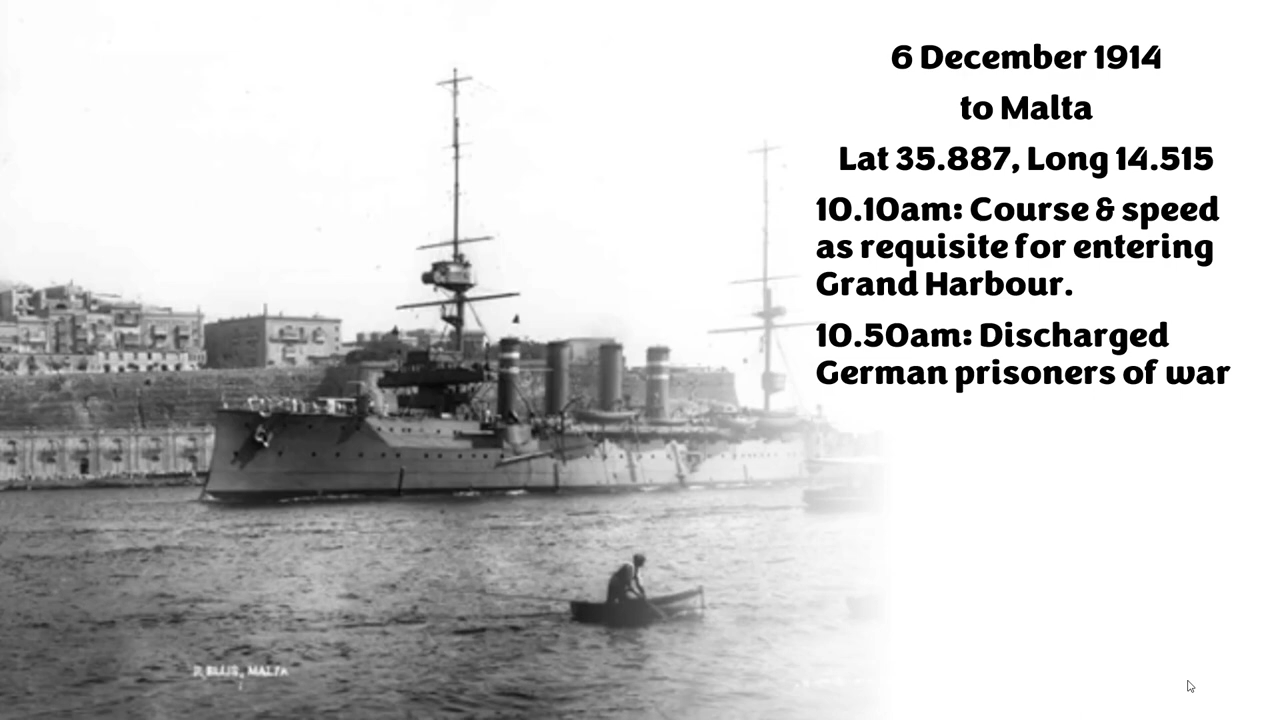 6 December 1914
to Malta
Lat 35.887, Long 14.515
10.10am: Course & speed
as requisite for entering
Grand Harbour.
10.50am: Discharged
German prisoners of war
R ELLIS, MALTA